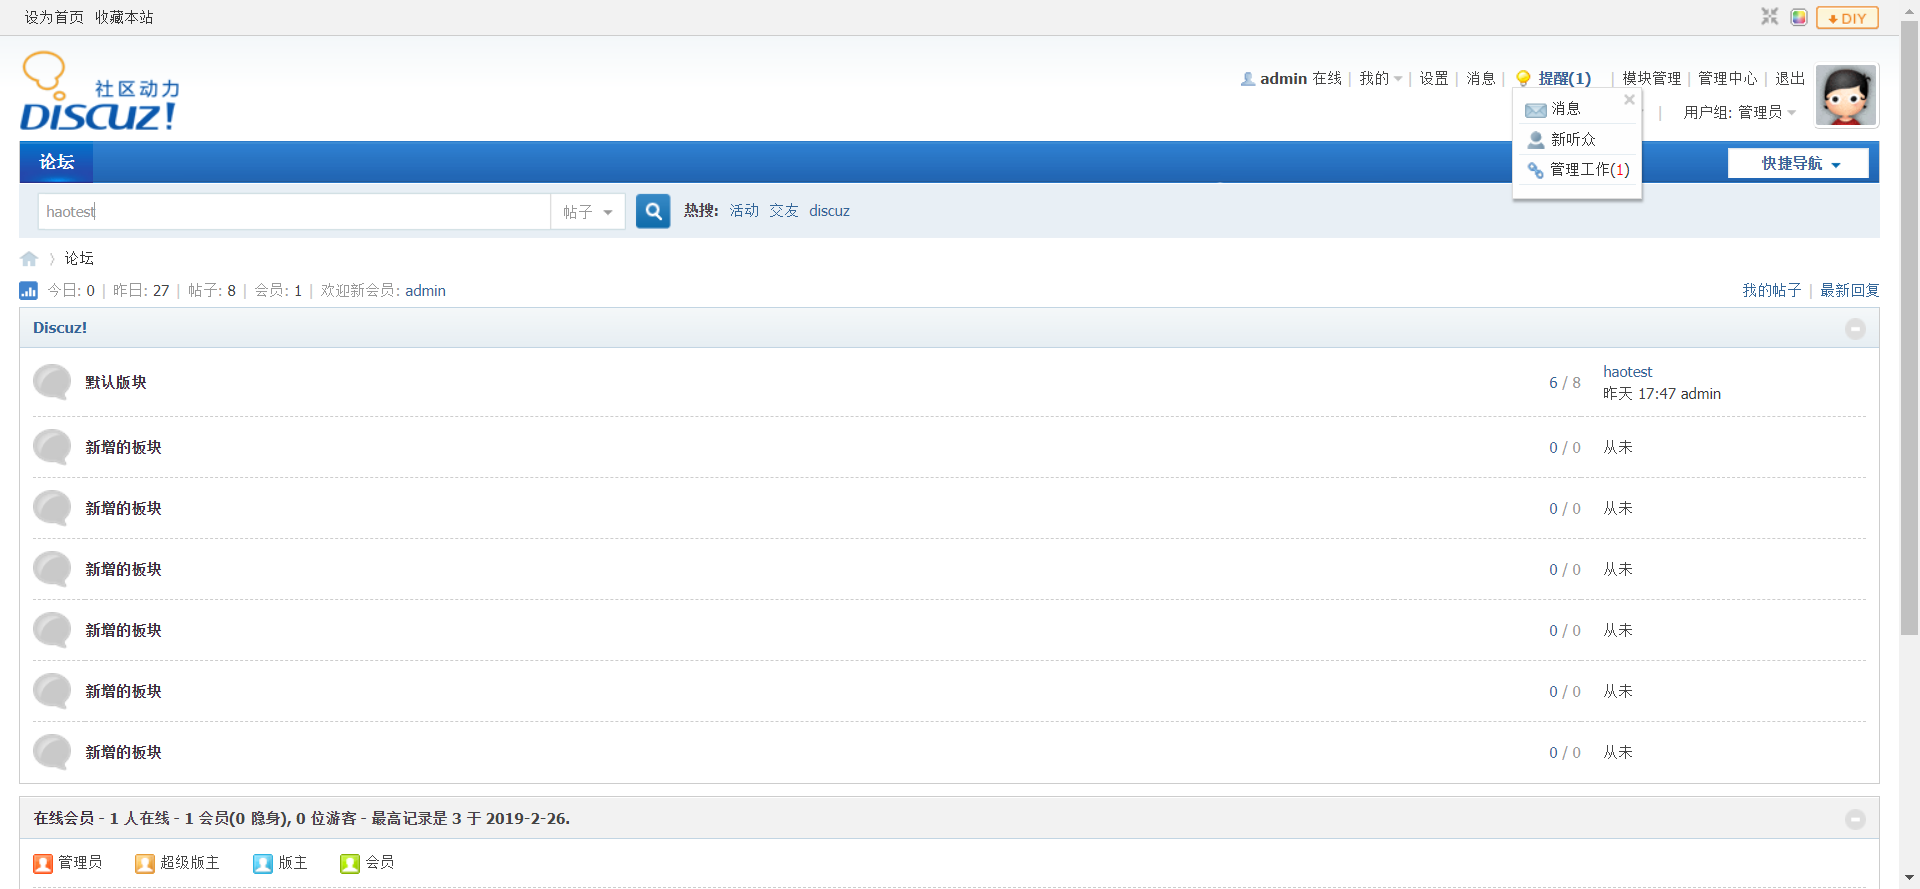 设为首页 收藏本站 DIY
社区动力
DISCUZ!
admin 在线 | 我的 | 设置 | 消息 | 提醒(1) | 模块管理 | 管理中心 | 退出
| 用户组: 管理员
消息
新听众
管理工作(1)
论坛 快捷导航
haotest 帖子 热搜: 活动 交友 discuz
论坛
今日: 0 | 昨日: 27 | 帖子: 8 | 会员: 1 | 欢迎新会员: admin 我的帖子 | 最新回复
Discuz!
默认版块 6 / 8 haotest
昨天 17:47 admin
新增的板块 0 / 0 从未
新增的板块 0 / 0 从未
新增的板块 0 / 0 从未
新增的板块 0 / 0 从未
新增的板块 0 / 0 从未
新增的板块 0 / 0 从未
在线会员 - 1 人在线 - 1 会员(0 隐身), 0 位游客 - 最高记录是 3 于 2019-2-26.
管理员 超级版主 版主 会员